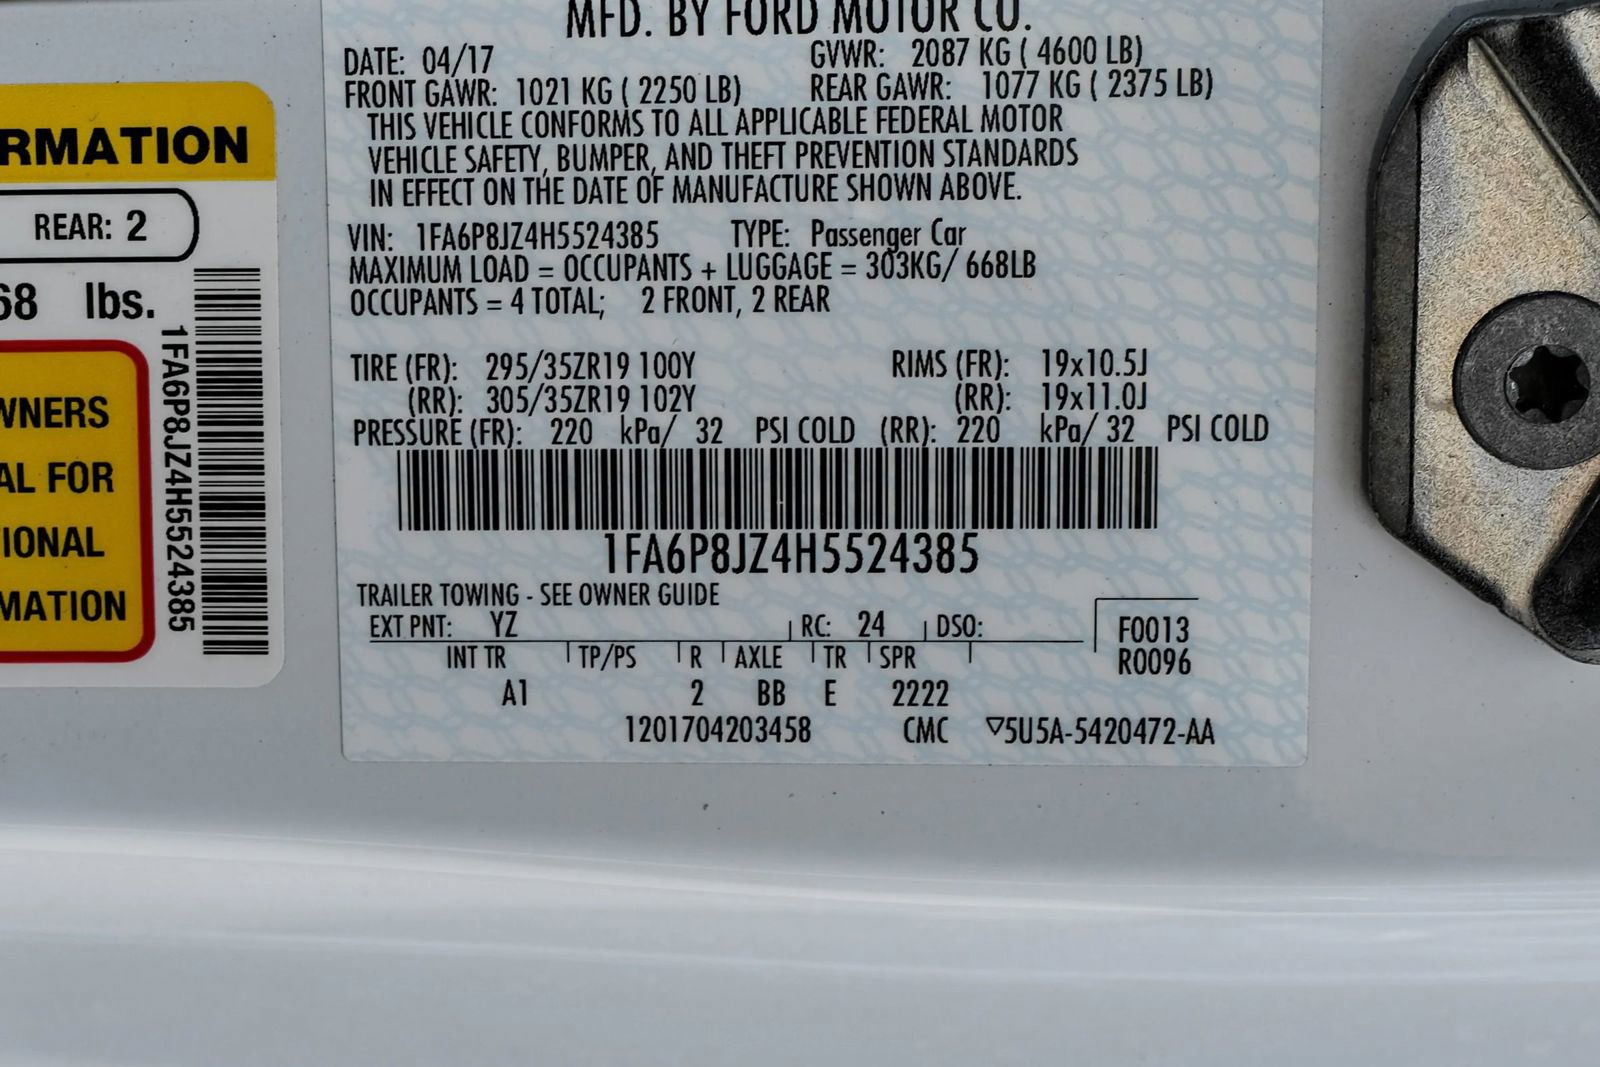 MFD. BY FORD MOTOR CO.
DATE: 04/17 GVWR: 2087 KG ( 4600 LB)
FRONT GAWR: 1021 KG ( 2250 LB) REAR GAWR: 1077 KG ( 2375 LB)
THIS VEHICLE CONFORMS TO ALL APPLICABLE FEDERAL MOTOR
VEHICLE SAFETY, BUMPER, AND THEFT PREVENTION STANDARDS
IN EFFECT ON THE DATE OF MANUFACTURE SHOWN ABOVE.
VIN: 1FA6P8JZ4H5524385 TYPE: Passenger Car
MAXIMUM LOAD = OCCUPANTS + LUGGAGE = 303KG/ 668LB
OCCUPANTS = 4 TOTAL; 2 FRONT, 2 REAR
TIRE (FR): 295/35ZR19 100Y RIMS (FR): 19x10.5J
(RR): 305/35ZR19 102Y (RR): 19x11.0J
PRESSURE (FR): 220 kPa/ 32 PSI COLD (RR): 220 kPa/ 32 PSI COLD
1FA6P8JZ4H5524385
TRAILER TOWING - SEE OWNER GUIDE
EXT PNT: YZ RC: 24 DSO: F0013
INT TR TP/PS R AXLE TR SPR R0096
A1 2 BB E 2222
1201704203458 CMC ▽5U5A-5420472-AA
RMATION
REAR: 2
68 lbs.
WNERS
AL FOR
IONAL
MATION
1FA6P8JZ4H5524385